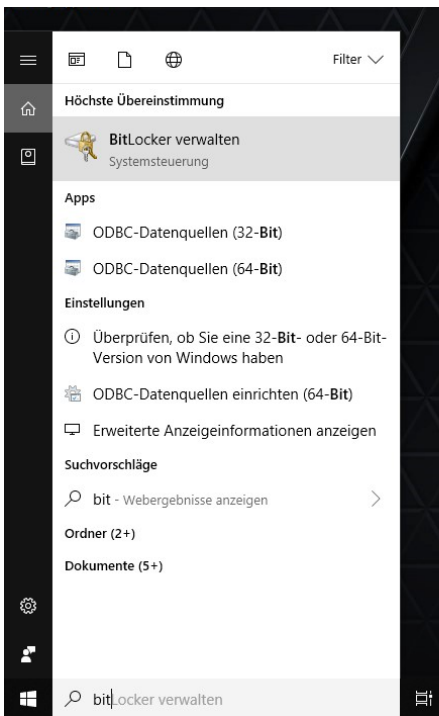 Filter
Höchste Übereinstimmung
BitLocker verwalten
Systemsteuerung
Apps
ODBC-Datenquellen (32-Bit)
ODBC-Datenquellen (64-Bit)
Einstellungen
Überprüfen, ob Sie eine 32-Bit- oder 64-Bit-
Version von Windows haben
ODBC-Datenquellen einrichten (64-Bit)
Erweiterte Anzeigeinformationen anzeigen
Suchvorschläge
bit - Webergebnisse anzeigen
Ordner (2+)
Dokumente (5+)
bitLocker verwalten